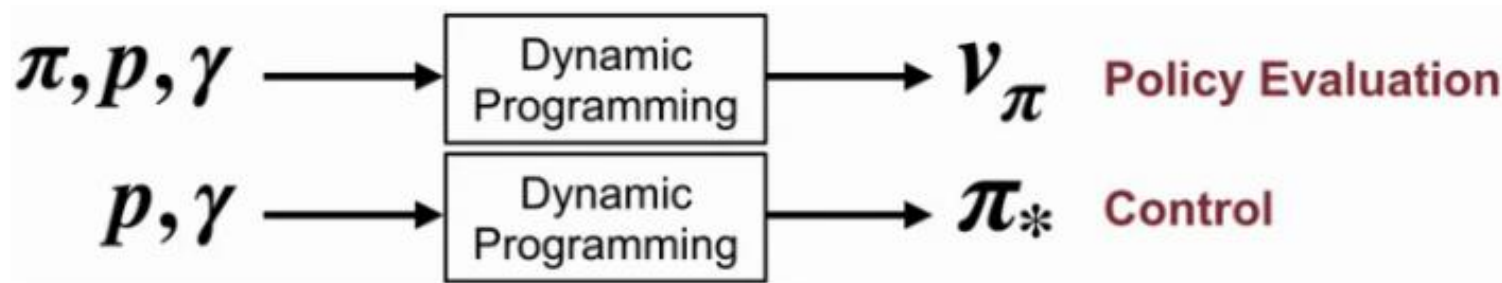 π, p, γ Dynamic Programming v_π Policy Evaluation
p, γ Dynamic Programming π_* Control